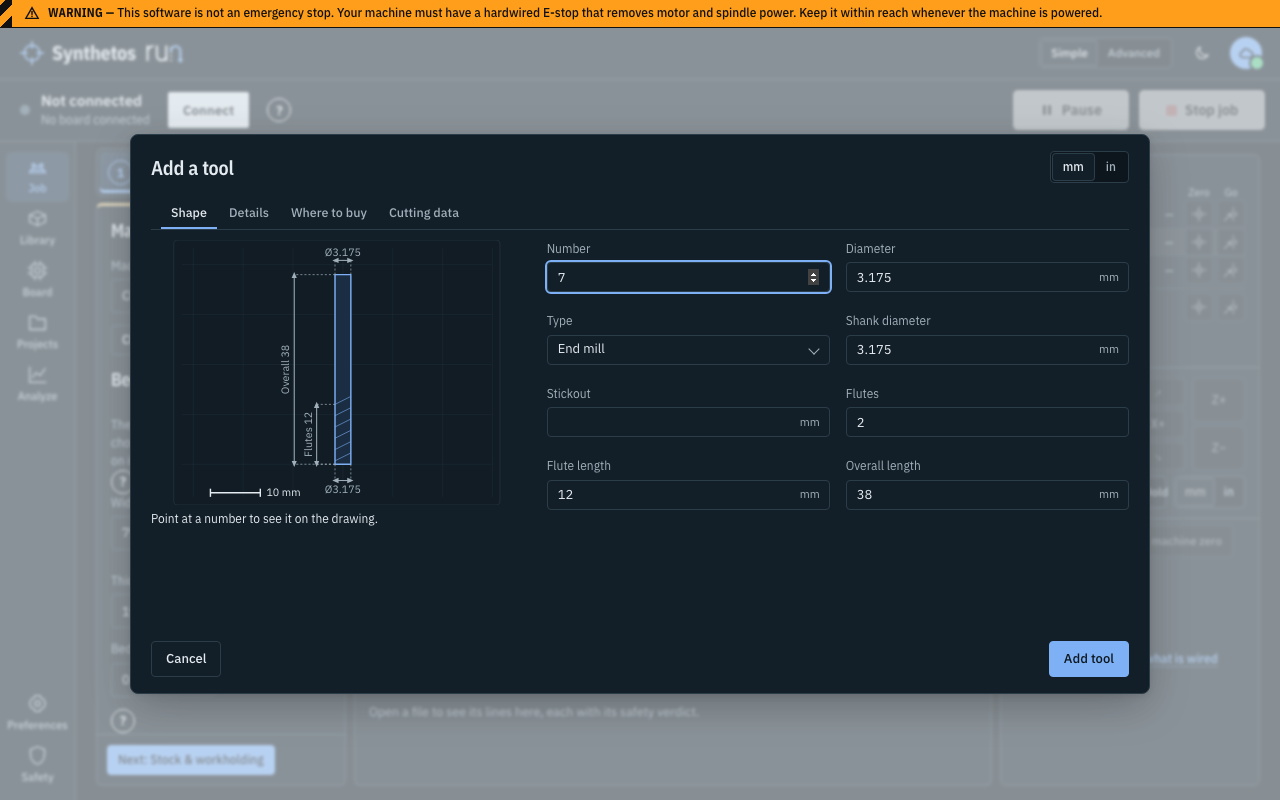 WARNING — This software is not an emergency stop. Your machine must have a hardwired E-stop that removes motor and spindle power. Keep it within reach whenever the machine is powered.
Synthetos run
Simple Advanced
Not connected
No board connected
Connect
?
Pause
Stop job
Add a tool
mm in
Shape Details Where to buy Cutting data
Ø3.175
Overall 38
Flutes 12
Ø3.175
10 mm
Point at a number to see it on the drawing.
Number
7
Diameter
3.175 mm
Type
End mill
Shank diameter
3.175 mm
Stickout
mm
Flutes
2
Flute length
12 mm
Overall length
38 mm
Cancel
Add tool
Job
Library
Board
Projects
Analyze
Preferences
Safety
1
?
?
Next: Stock & workholding
Open a file to see its lines here, each with its safety verdict.
Zero Go
Z+
Z−
mm in
machine zero
what is wired